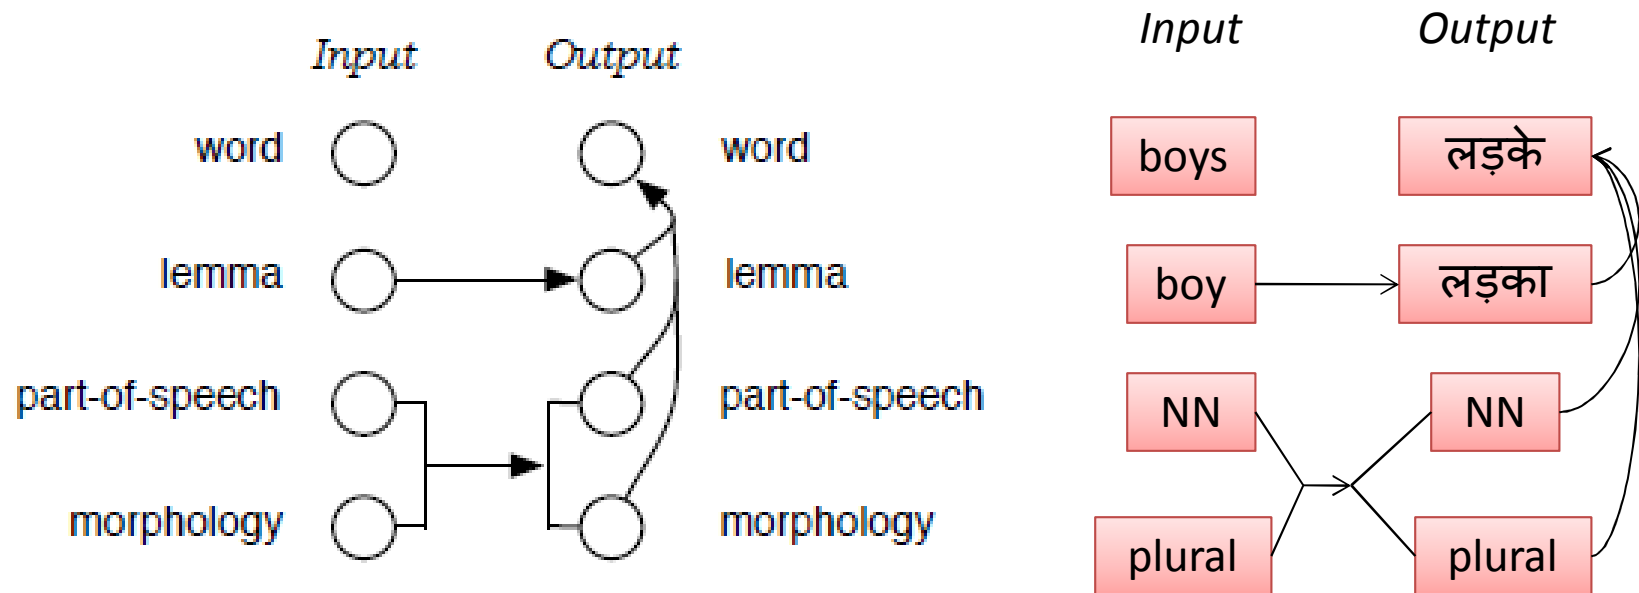 Input Output
word word
lemma lemma
part-of-speech part-of-speech
morphology morphology
Input Output
boys लड़के
boy लड़का
NN NN
plural plural